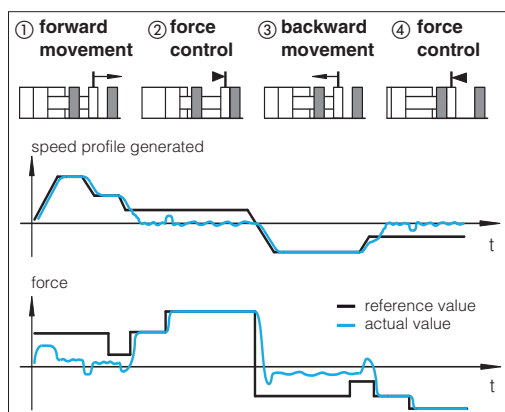 ① forward movement
② force control
③ backward movement
④ force control
speed profile generated
t
force
reference value
actual value
t